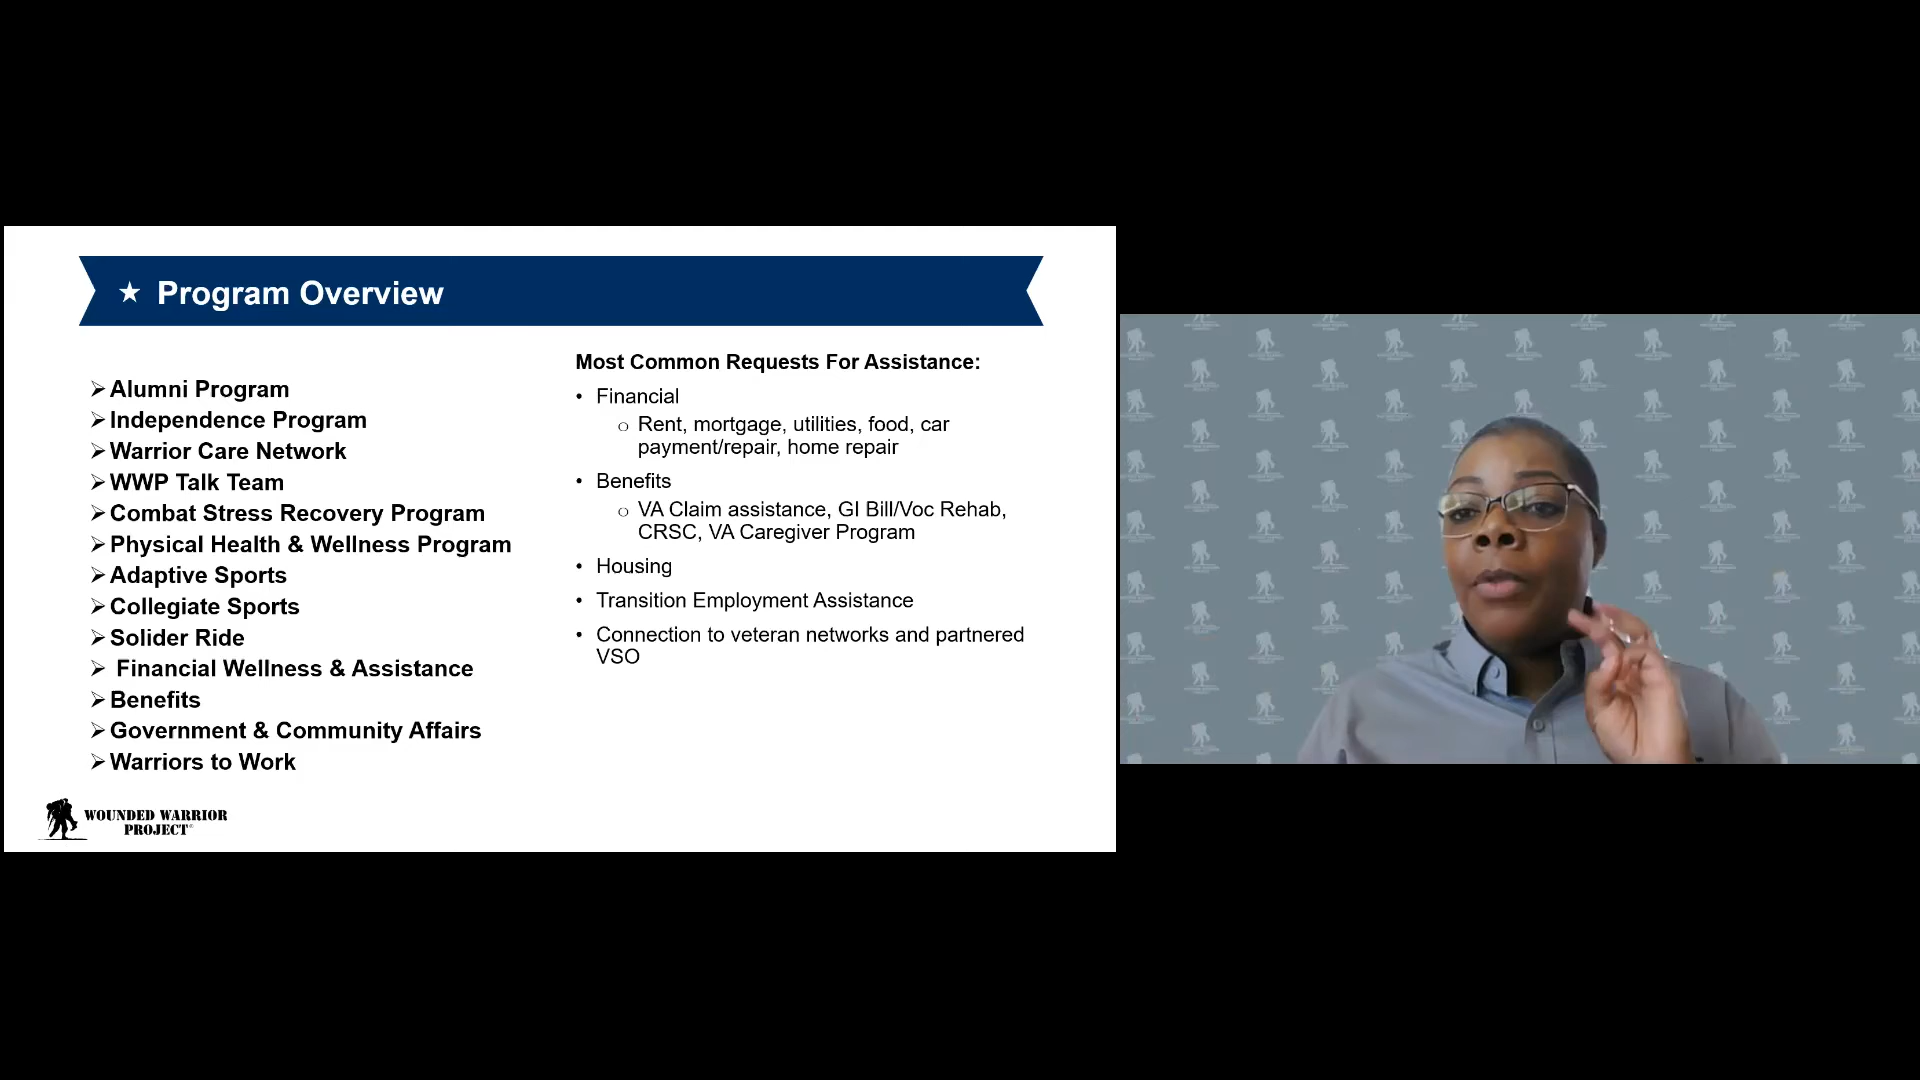 ★ Program Overview
➢Alumni Program
➢Independence Program
➢Warrior Care Network
➢WWP Talk Team
➢Combat Stress Recovery Program
➢Physical Health & Wellness Program
➢Adaptive Sports
➢Collegiate Sports
➢Solider Ride
➢ Financial Wellness & Assistance
➢Benefits
➢Government & Community Affairs
➢Warriors to Work
Most Common Requests For Assistance:
• Financial
○ Rent, mortgage, utilities, food, car
payment/repair, home repair
• Benefits
○ VA Claim assistance, GI Bill/Voc Rehab,
CRSC, VA Caregiver Program
• Housing
• Transition Employment Assistance
• Connection to veteran networks and partnered
VSO
WOUNDED WARRIOR
PROJECT®